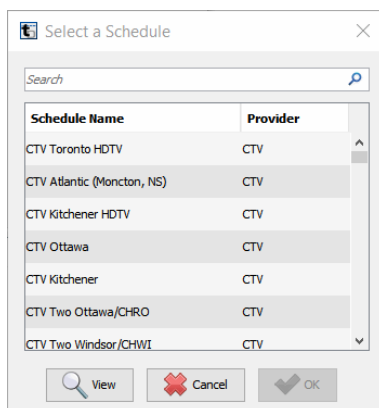 Select a Schedule
Search
Schedule Name Provider
CTV Toronto HDTV CTV
CTV Atlantic (Moncton, NS) CTV
CTV Kitchener HDTV CTV
CTV Ottawa CTV
CTV Kitchener CTV
CTV Two Ottawa/CHRO CTV
CTV Two Windsor/CHWI CTV
View Cancel OK